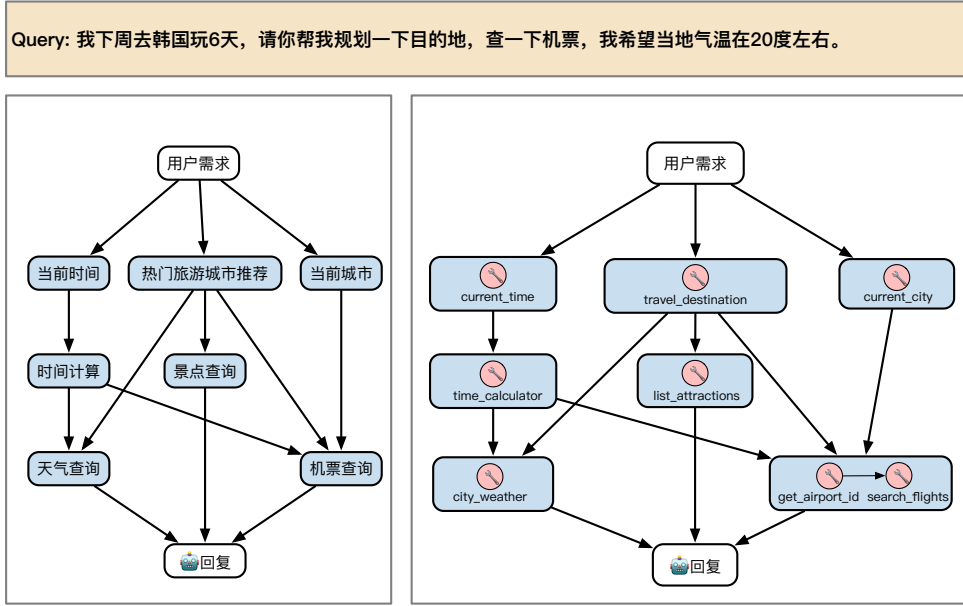 Query: 我下周去韩国玩6天，请你帮我规划一下目的地，查一下机票，我希望当地气温在20度左右。
用户需求
当前时间
热门旅游城市推荐
当前城市
时间计算
景点查询
天气查询
机票查询
回复
用户需求
current_time
travel_destination
current_city
time_calculator
list_attractions
city_weather
get_airport_id
search_flights
回复